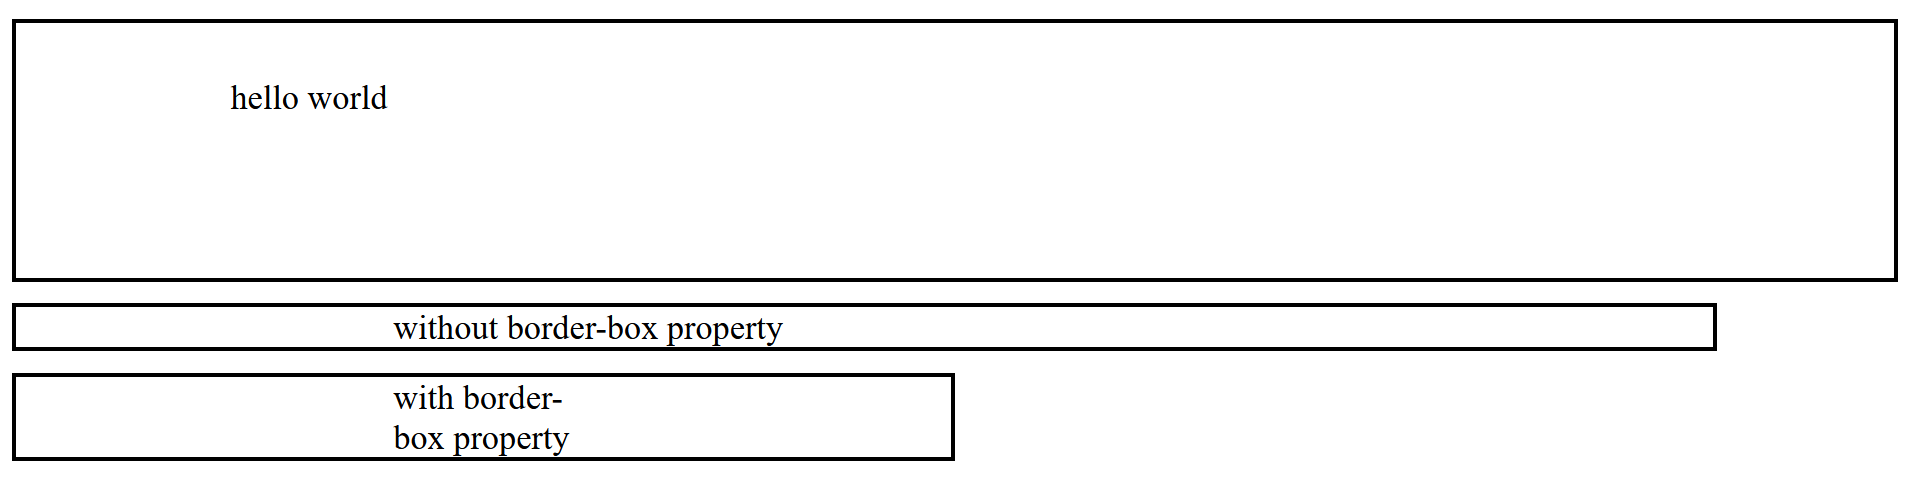 hello world
without border-box property
with border-
box property